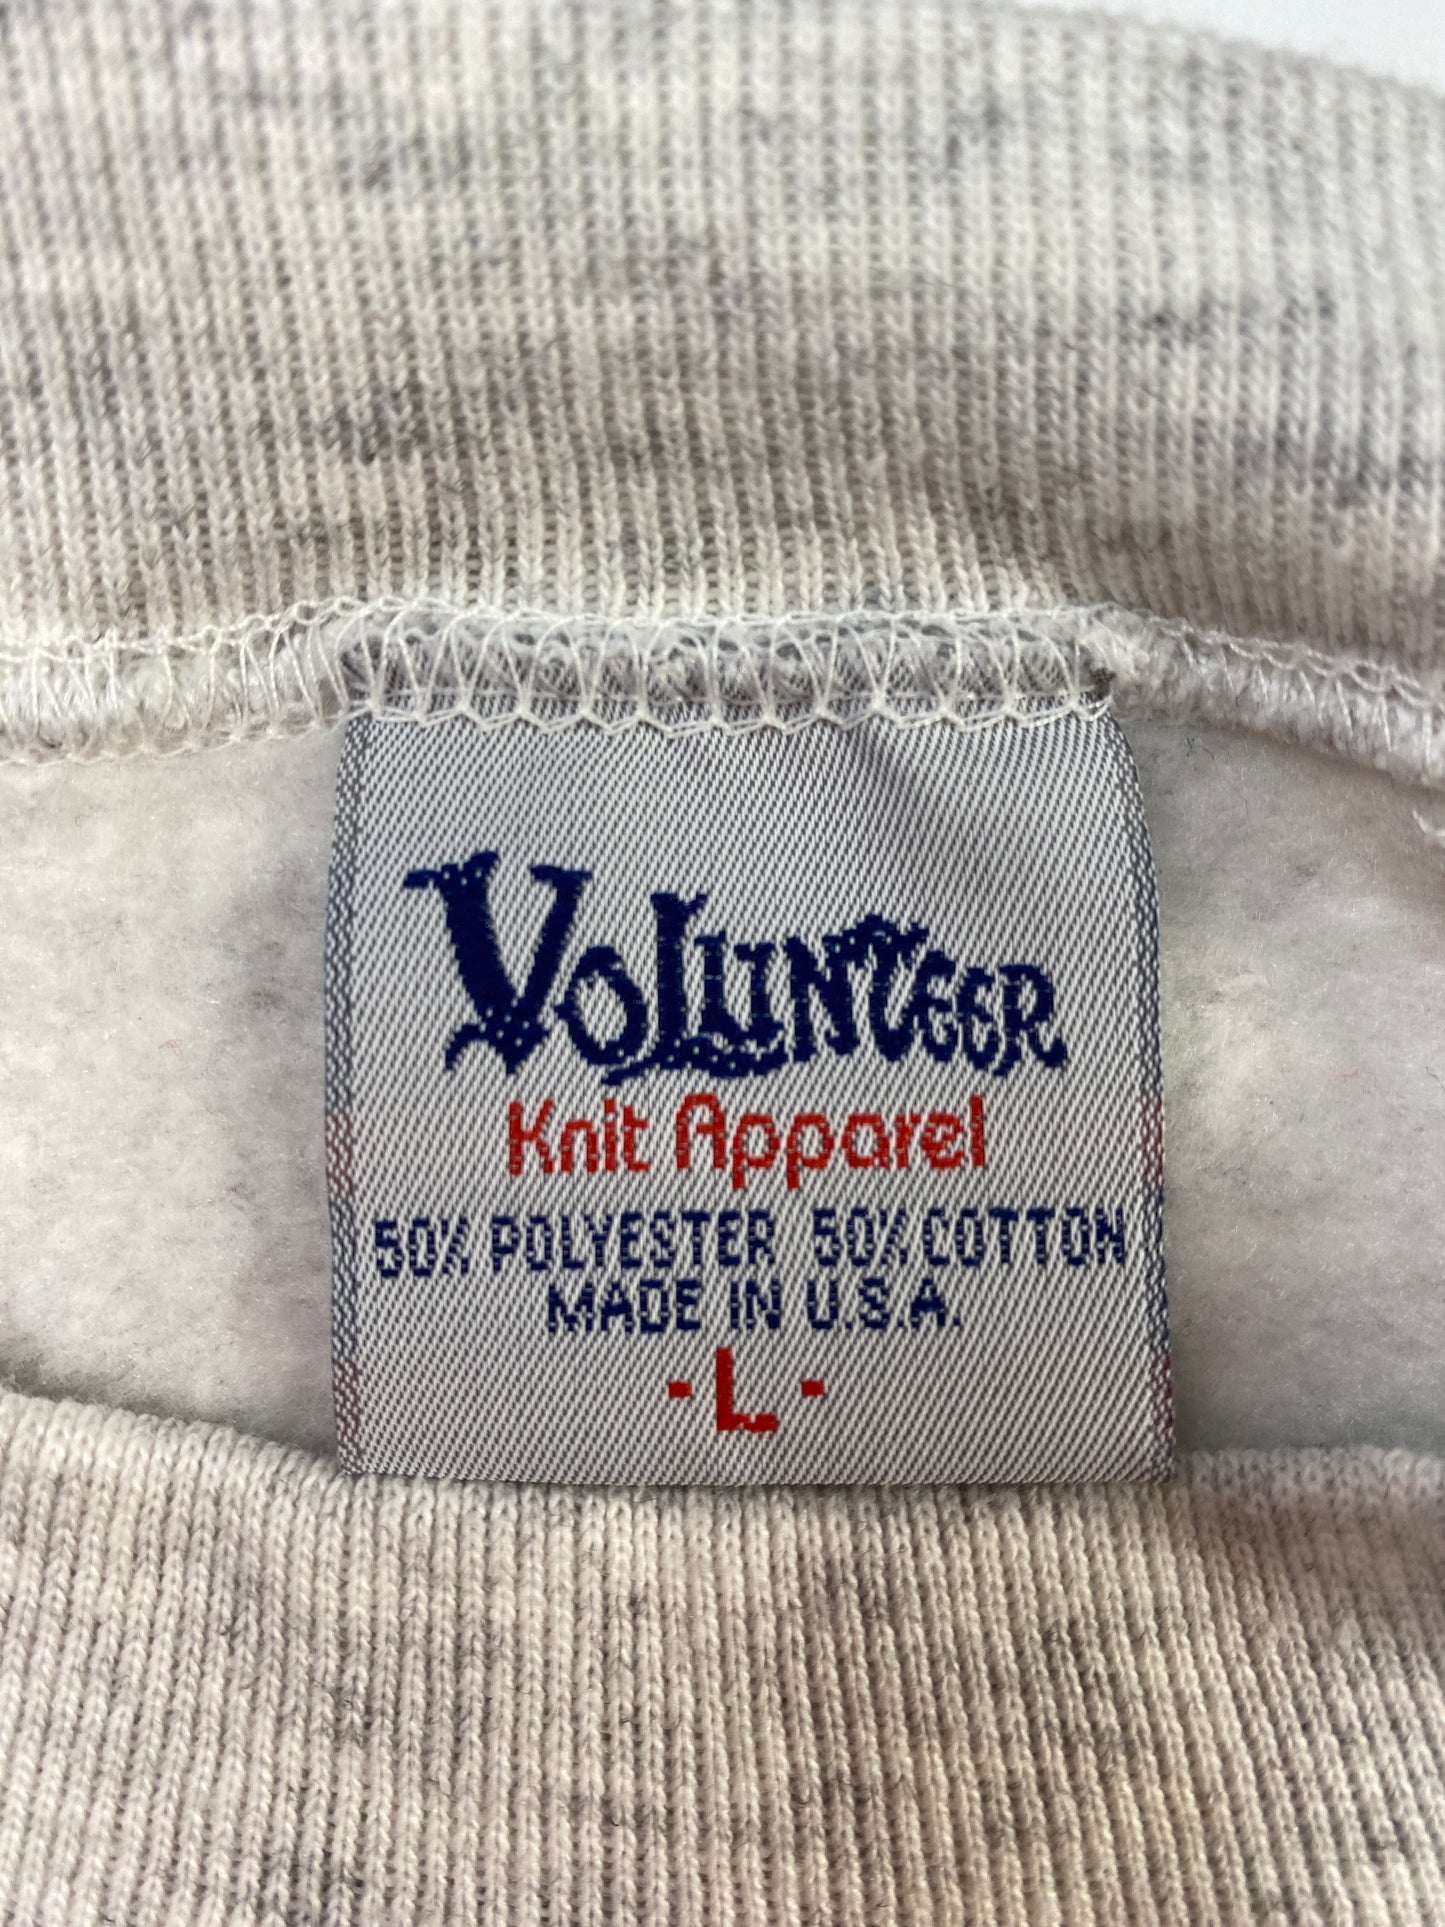 VOLUNTEER
Knit Apparel
50% POLYESTER 50% COTTON
MADE IN U.S.A.
- L -